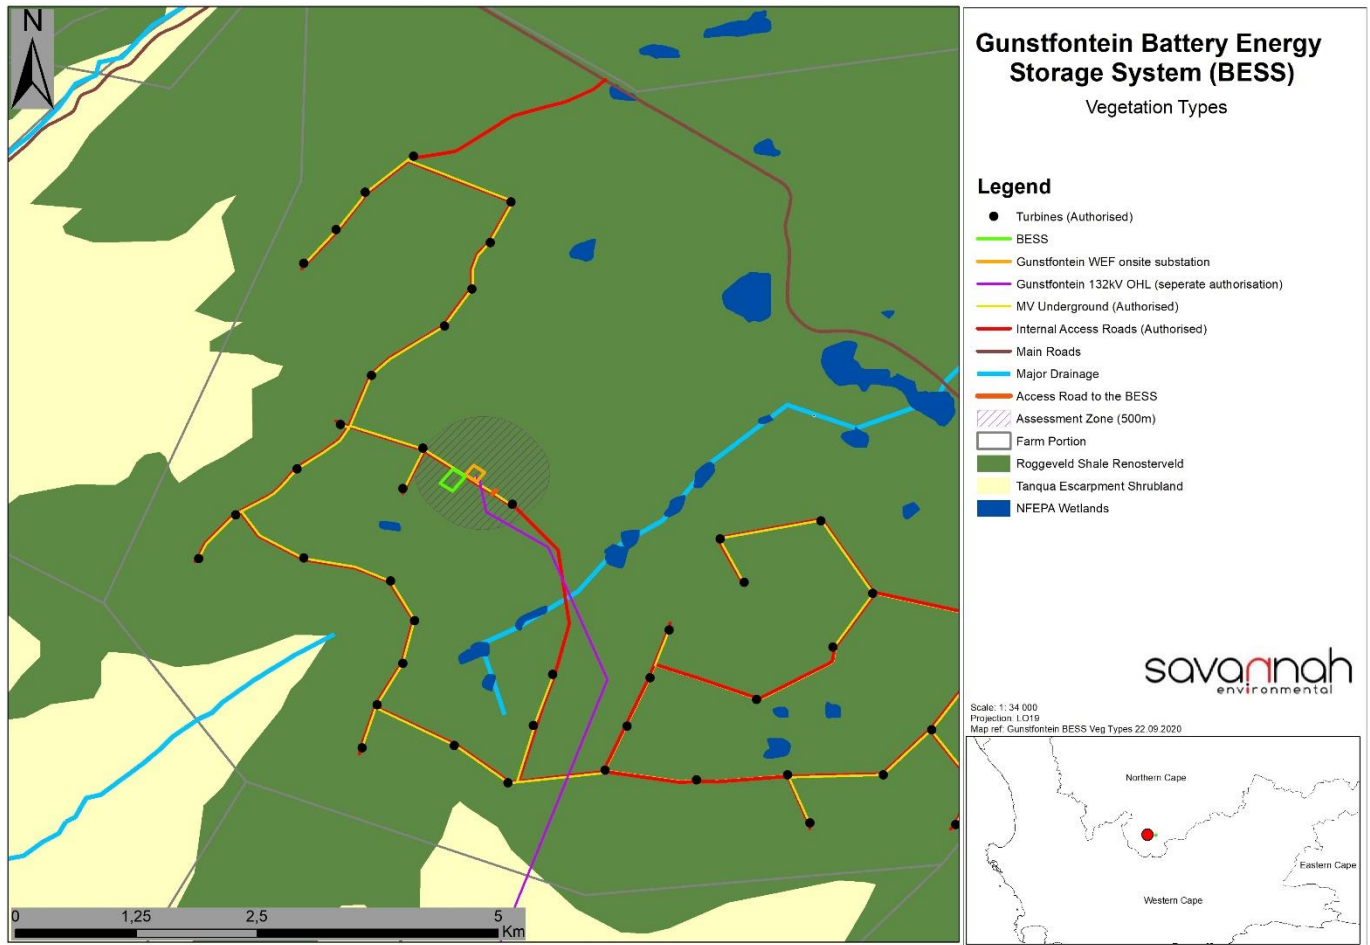 N
0 1,25 2,5 5
Km
Gunstfontein Battery Energy
Storage System (BESS)
Vegetation Types
Legend
Turbines (Authorised)
BESS
Gunstfontein WEF onsite substation
Gunstfontein 132kV OHL (seperate authorisation)
MV Underground (Authorised)
Internal Access Roads (Authorised)
Main Roads
Major Drainage
Access Road to the BESS
Assessment Zone (500m)
Farm Portion
Roggeveld Shale Renosterveld
Tanqua Escarpment Shrubland
NFEPA Wetlands
savannah
environmental
Scale: 1: 34 000
Projection: LO19
Map ref: Gunstfontein BESS Veg Types 22.09.2020
Northern Cape
Eastern Cape
Western Cape